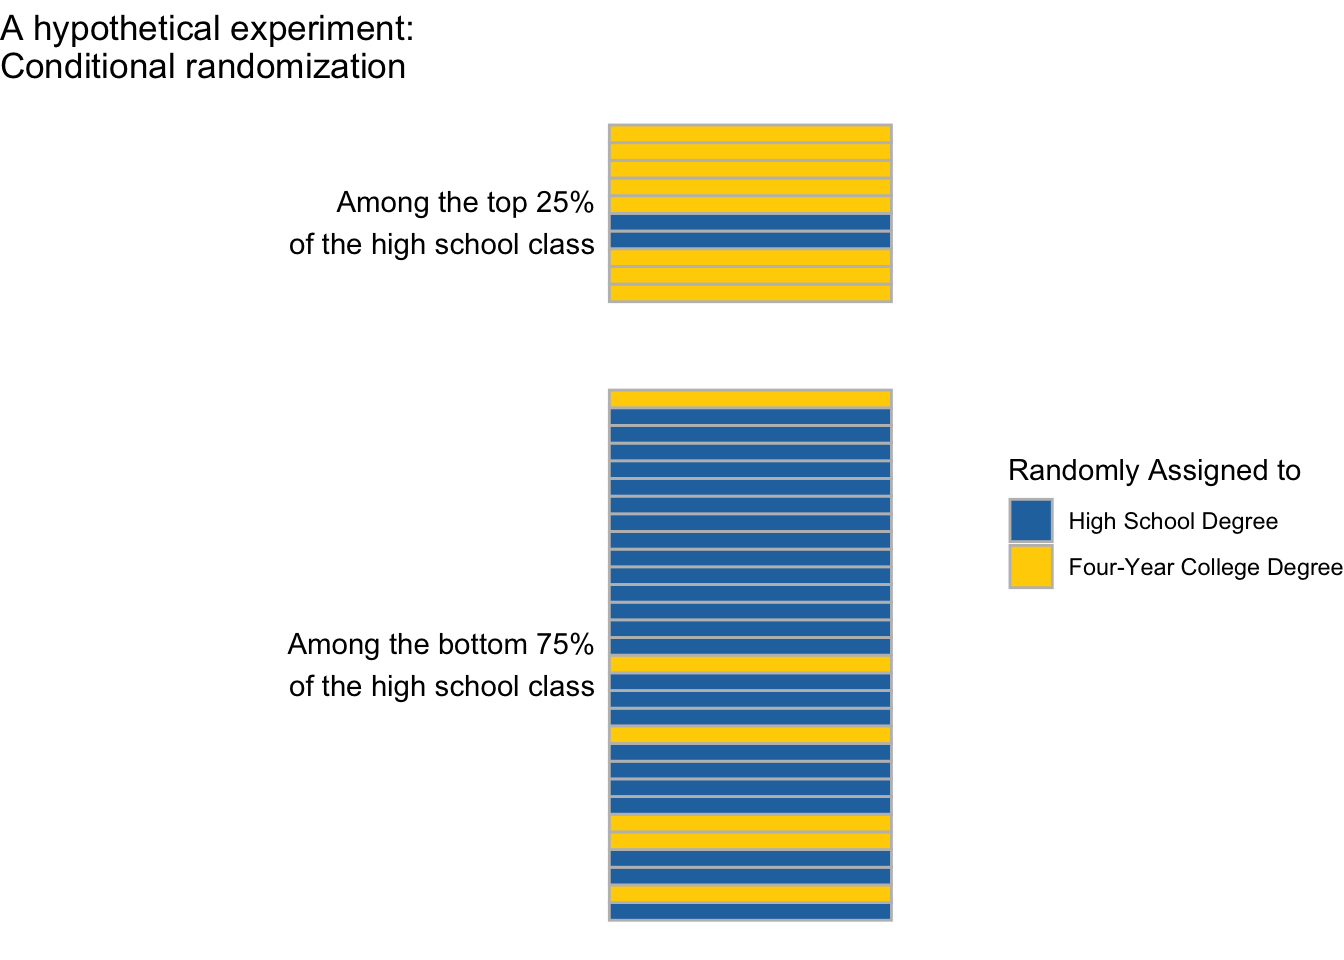 A hypothetical experiment:
Conditional randomization
Among the top 25%
of the high school class
Among the bottom 75%
of the high school class
Randomly Assigned to
High School Degree
Four-Year College Degree